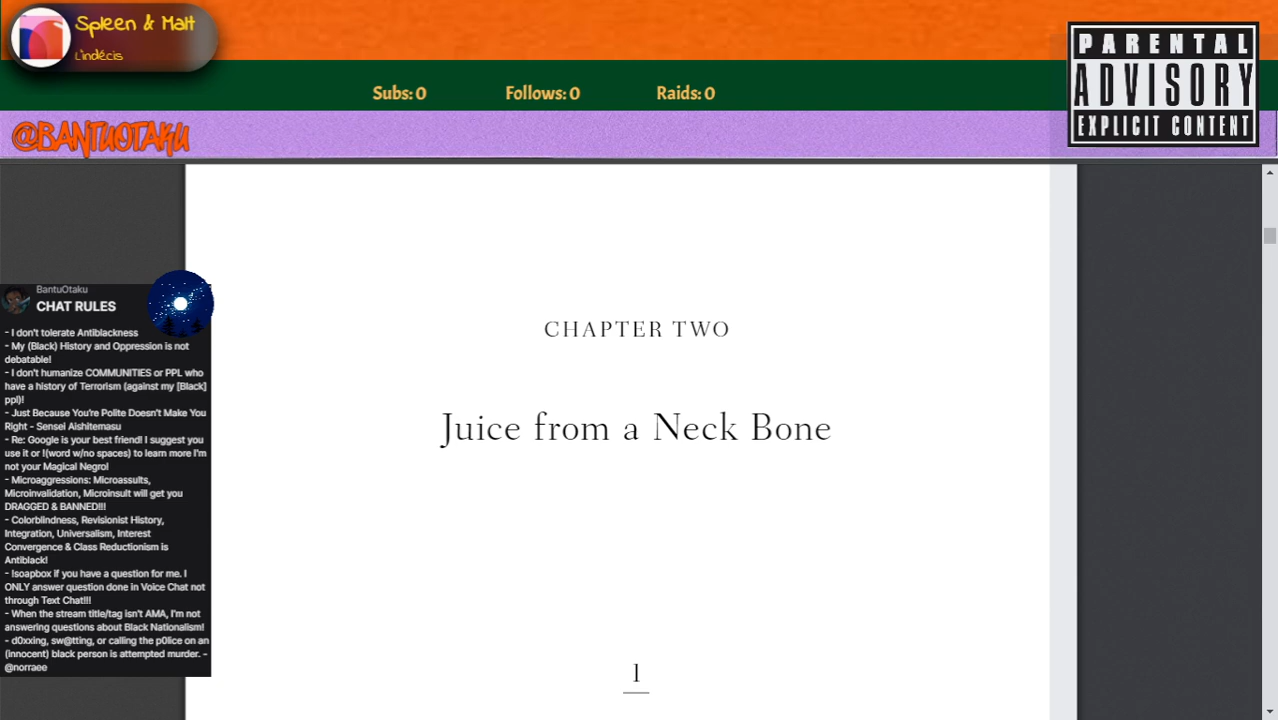 Spleen & Malt
L'indécis
PARENTAL
ADVISORY
EXPLICIT CONTENT
Subs: 0
Follows: 0
Raids: 0
@BANTUOTAKU
BantuOtaku
CHAT RULES
- I don't tolerate Antiblackness
- My (Black) History and Oppression is not
debatable!
- I don't humanize COMMUNITIES or PPL who
have a history of Terrorism (against my [Black]
ppl)!
- Just Because You're Polite Doesn't Make You
Right - Sensei Aishitemasu
- Re: Google is your best friend! I suggest you
use it or !(word w/no spaces) to learn more I'm
not your Magical Negro!
- Microaggressions: Microassults,
Microinvalidation, Microinsult will get you
DRAGGED & BANNED!!!
- Colorblindness, Revisionist History,
Integration, Universalism, Interest
Convergence & Class Reductionism is
Antiblack!
- !soapbox if you have a question for me. I
ONLY answer question done in Voice Chat not
through Text Chat!!!
- When the stream title/tag isn't AMA, I'm not
answering questions about Black Nationalism!
- d0xxing, sw@tting, or calling the p0lice on an
(innocent) black person is attempted murder. -
@norraee
CHAPTER TWO
Juice from a Neck Bone
1